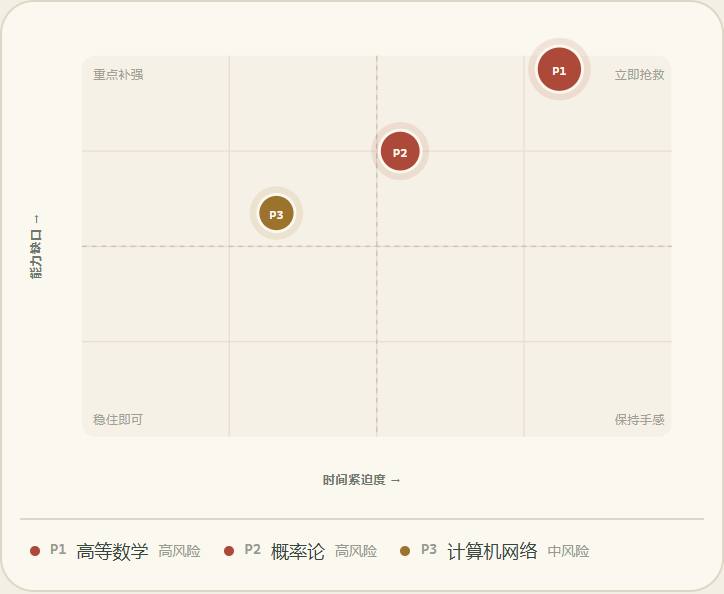 重点补强
立即抢救
P1
P2
P3
能力缺口 →
稳住即可
保持手感
时间紧迫度 →
P1 高等数学 高风险 P2 概率论 高风险 P3 计算机网络 中风险